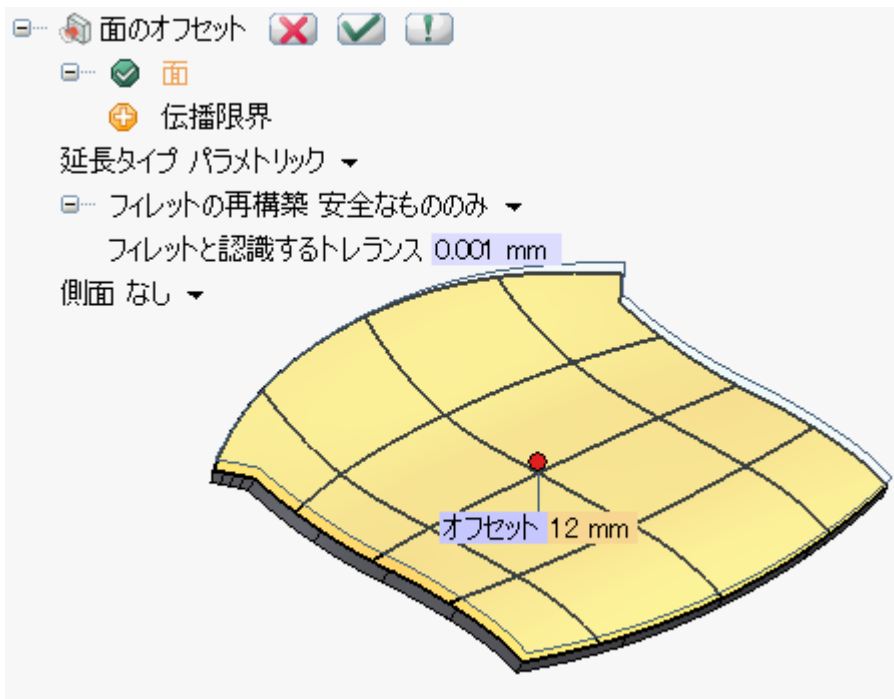 面のオフセット
面
伝播限界
延長タイプ パラメトリック
フィレットの再構築 安全なもののみ
フィレットと認識するトレランス 0.001 mm
側面 なし
オフセット 12 mm